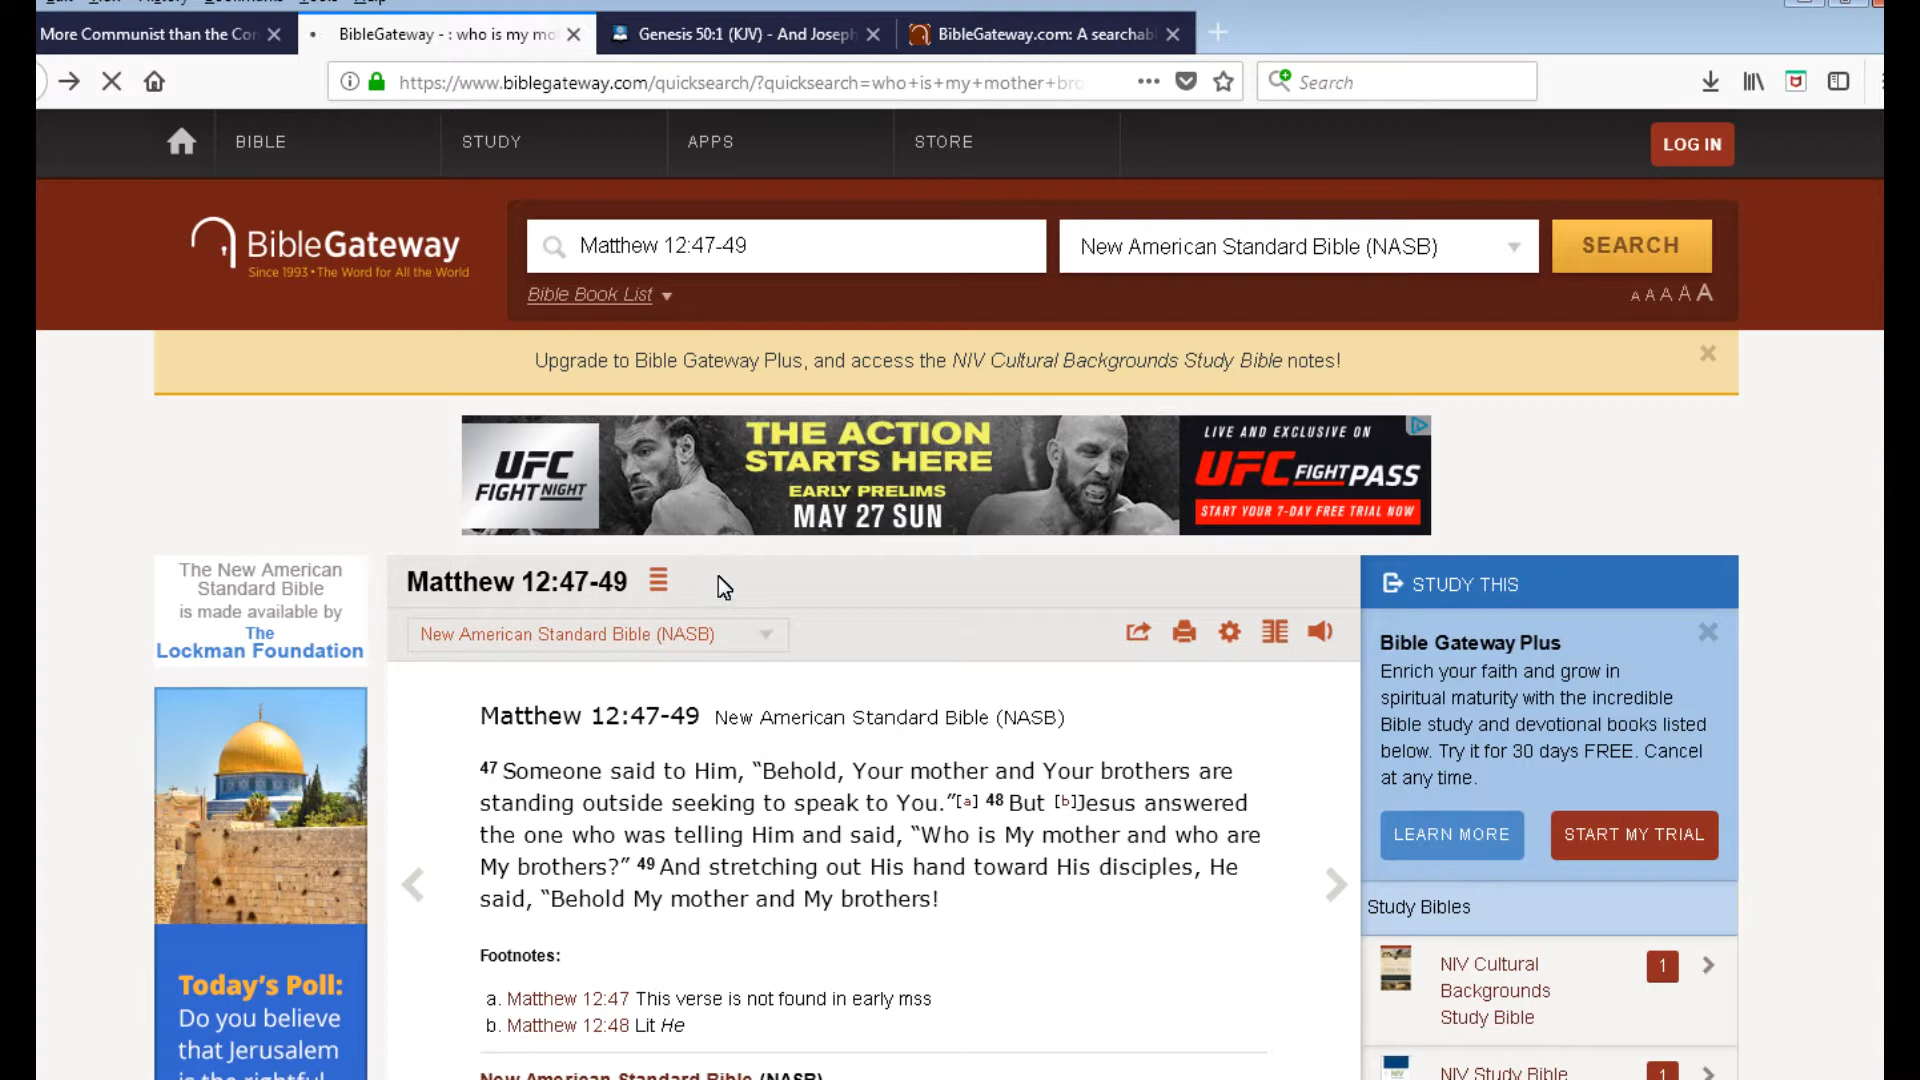 More Communist than the Co
BibleGateway - : who is my mo
Genesis 50:1 (KJV) - And Joseph
BibleGateway.com: A searchabl
https://www.biblegateway.com/quicksearch/?quicksearch=who+is+my+mother+bro
Search
BIBLE
STUDY
APPS
STORE
LOG IN
BibleGateway
Since 1993 • The Word for All the World
Matthew 12:47-49
New American Standard Bible (NASB)
SEARCH
Bible Book List
A A A A A
Upgrade to Bible Gateway Plus, and access the NIV Cultural Backgrounds Study Bible notes!
UFC
FIGHT NIGHT
THE ACTION
STARTS HERE
EARLY PRELIMS
MAY 27 SUN
LIVE AND EXCLUSIVE ON
UFC FIGHT PASS
START YOUR 7-DAY FREE TRIAL NOW
The New American
Standard Bible
is made available by
The
Lockman Foundation
Matthew 12:47-49
New American Standard Bible (NASB)
Matthew 12:47-49 New American Standard Bible (NASB)
47 Someone said to Him, “Behold, Your mother and Your brothers are
standing outside seeking to speak to You.”[a] 48 But [b]Jesus answered
the one who was telling Him and said, “Who is My mother and who are
My brothers?” 49 And stretching out His hand toward His disciples, He
said, “Behold My mother and My brothers!
Footnotes:
a. Matthew 12:47 This verse is not found in early mss
b. Matthew 12:48 Lit He
New American Standard Bible (NASB)
STUDY THIS
Bible Gateway Plus
Enrich your faith and grow in
spiritual maturity with the incredible
Bible study and devotional books listed
below. Try it for 30 days FREE. Cancel
at any time.
LEARN MORE
START MY TRIAL
Study Bibles
NIV Cultural
Backgrounds
Study Bible
1
NIV Study Bible
1
Today's Poll:
Do you believe
that Jerusalem
is the rightful